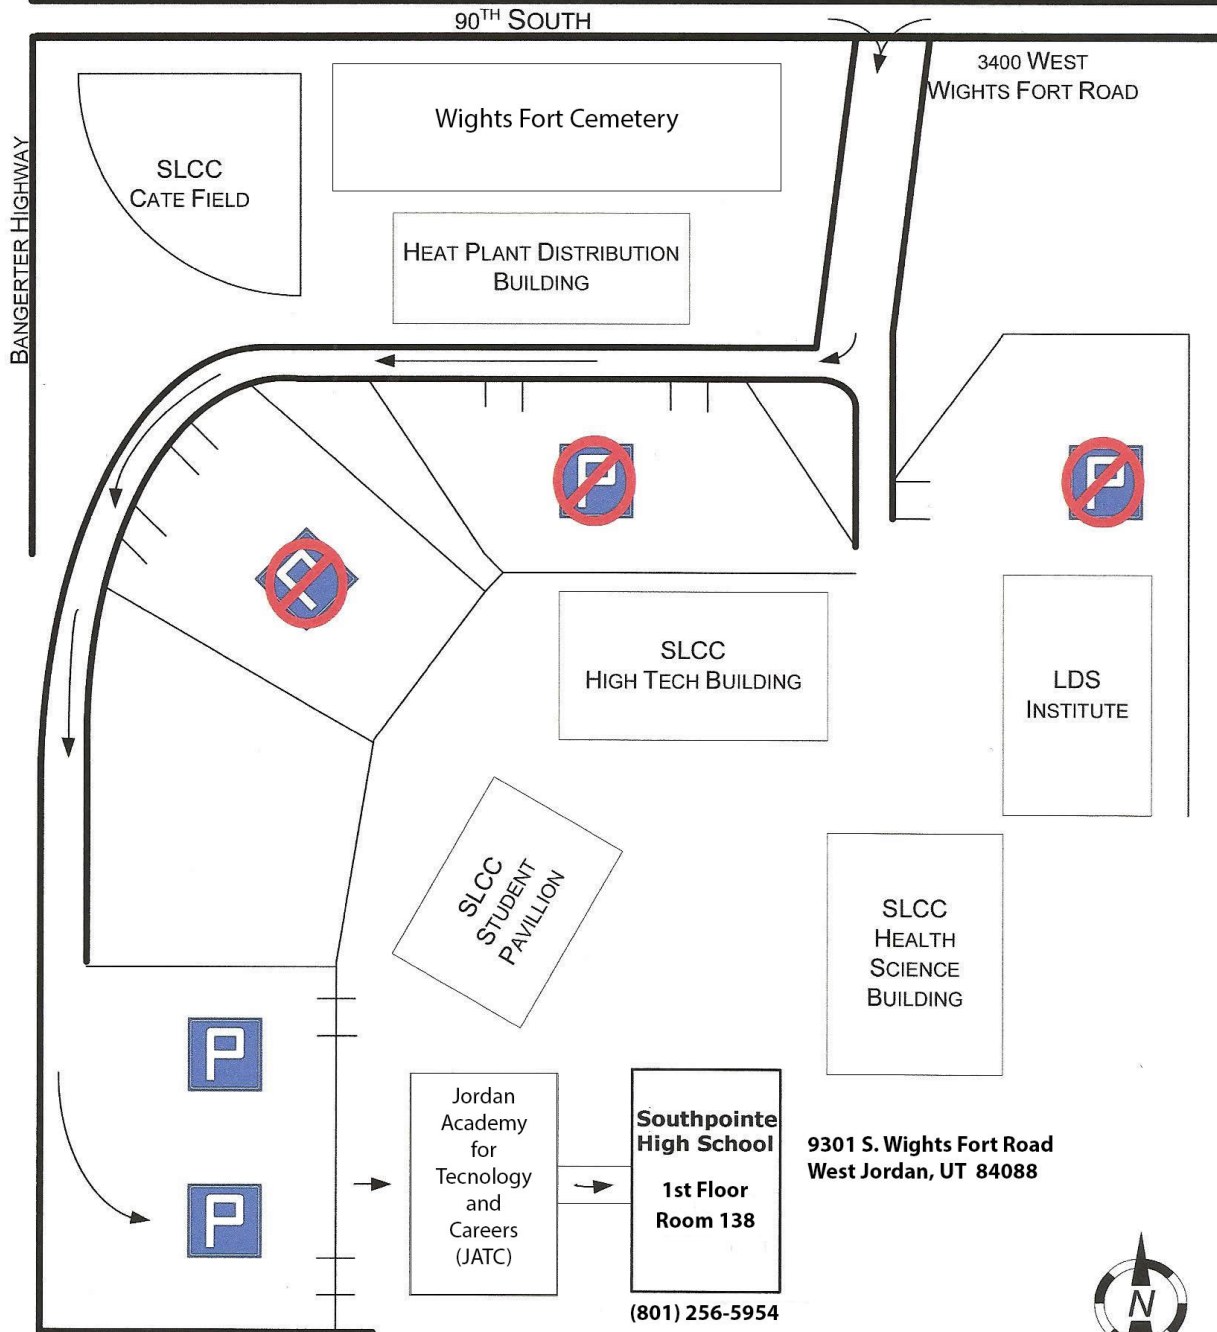 90TH SOUTH
3400 WEST
WIGHTS FORT ROAD
BANGERTER HIGHWAY
SLCC
CATE FIELD
Wights Fort Cemetery
HEAT PLANT DISTRIBUTION
BUILDING
P
P
P
SLCC
HIGH TECH BUILDING
LDS
INSTITUTE
SLCC
STUDENT
PAVILLION
SLCC
HEALTH
SCIENCE
BUILDING
P
P
Jordan
Academy
for
Tecnology
and
Careers
(JATC)
Southpointe
High School
1st Floor
Room 138
(801) 256-5954
9301 S. Wights Fort Road
West Jordan, UT  84088
N